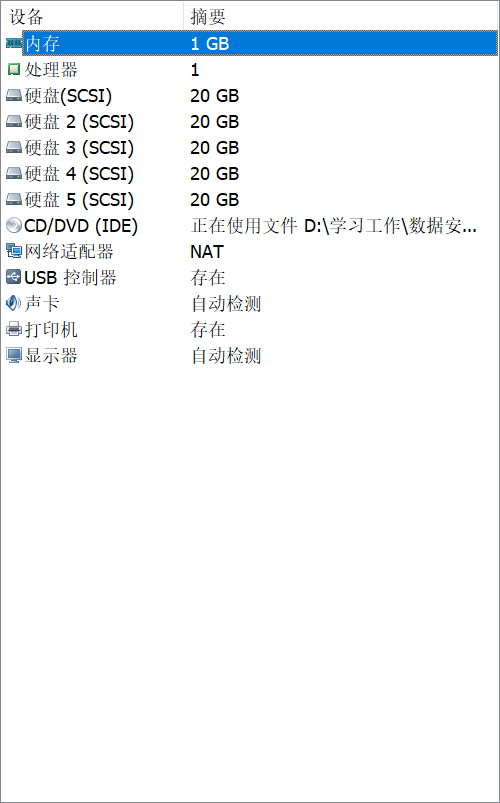 设备 摘要
内存 1 GB
处理器 1
硬盘(SCSI) 20 GB
硬盘 2 (SCSI) 20 GB
硬盘 3 (SCSI) 20 GB
硬盘 4 (SCSI) 20 GB
硬盘 5 (SCSI) 20 GB
CD/DVD (IDE) 正在使用文件 D:\学习工作\数据安...
网络适配器 NAT
USB 控制器 存在
声卡 自动检测
打印机 存在
显示器 自动检测